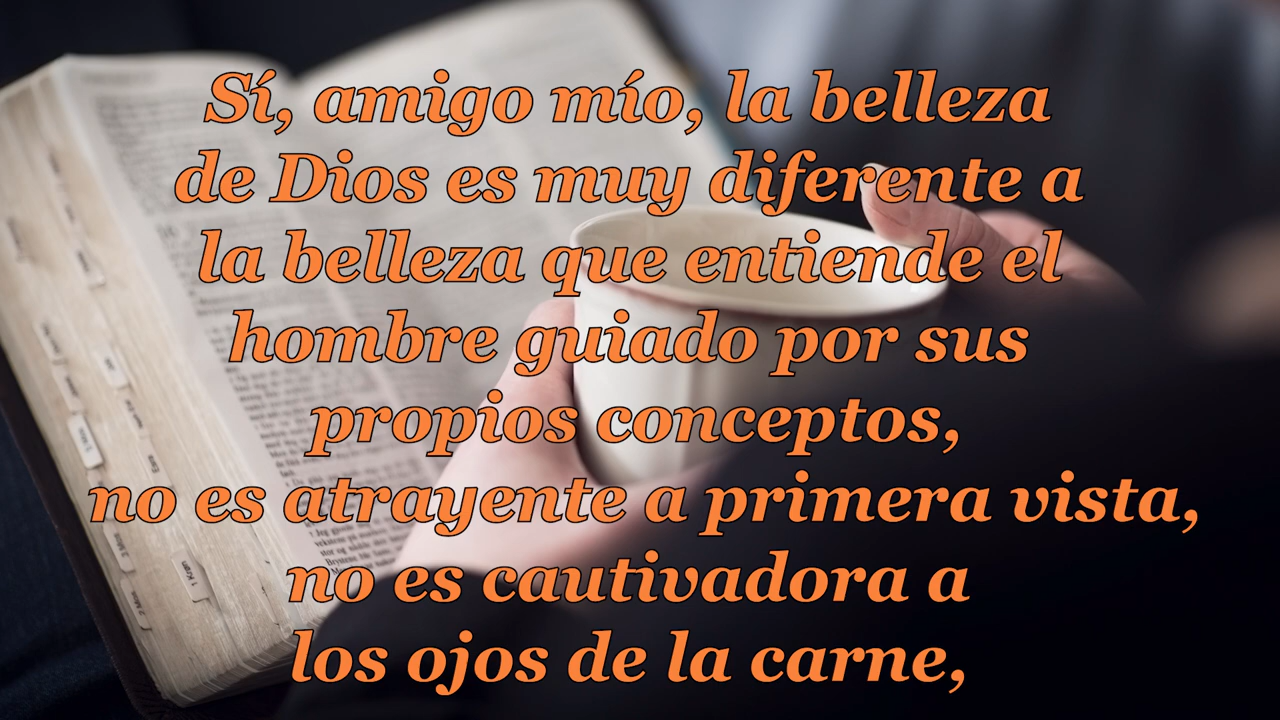 Sí, amigo mío, la belleza
de Dios es muy diferente a
la belleza que entiende el
hombre guiado por sus
propios conceptos,
no es atrayente a primera vista,
no es cautivadora a
los ojos de la carne,